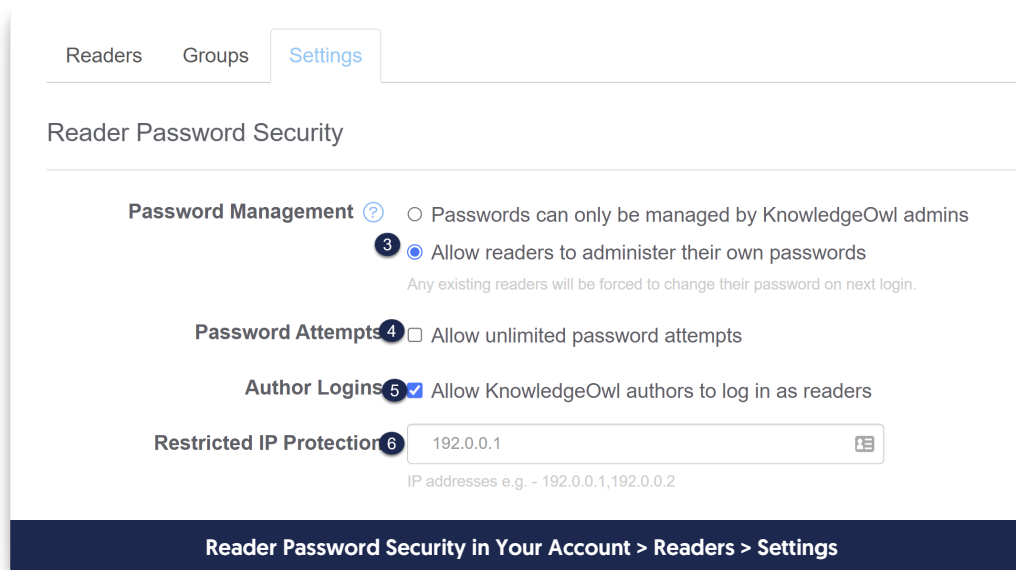 Readers Groups Settings
Reader Password Security
Password Management ? Passwords can only be managed by KnowledgeOwl admins
3 Allow readers to administer their own passwords
Any existing readers will be forced to change their password on next login.
Password Attempts 4 Allow unlimited password attempts
Author Logins 5 Allow KnowledgeOwl authors to log in as readers
Restricted IP Protection 6 192.0.0.1
IP addresses e.g. - 192.0.0.1,192.0.0.2
Reader Password Security in Your Account > Readers > Settings